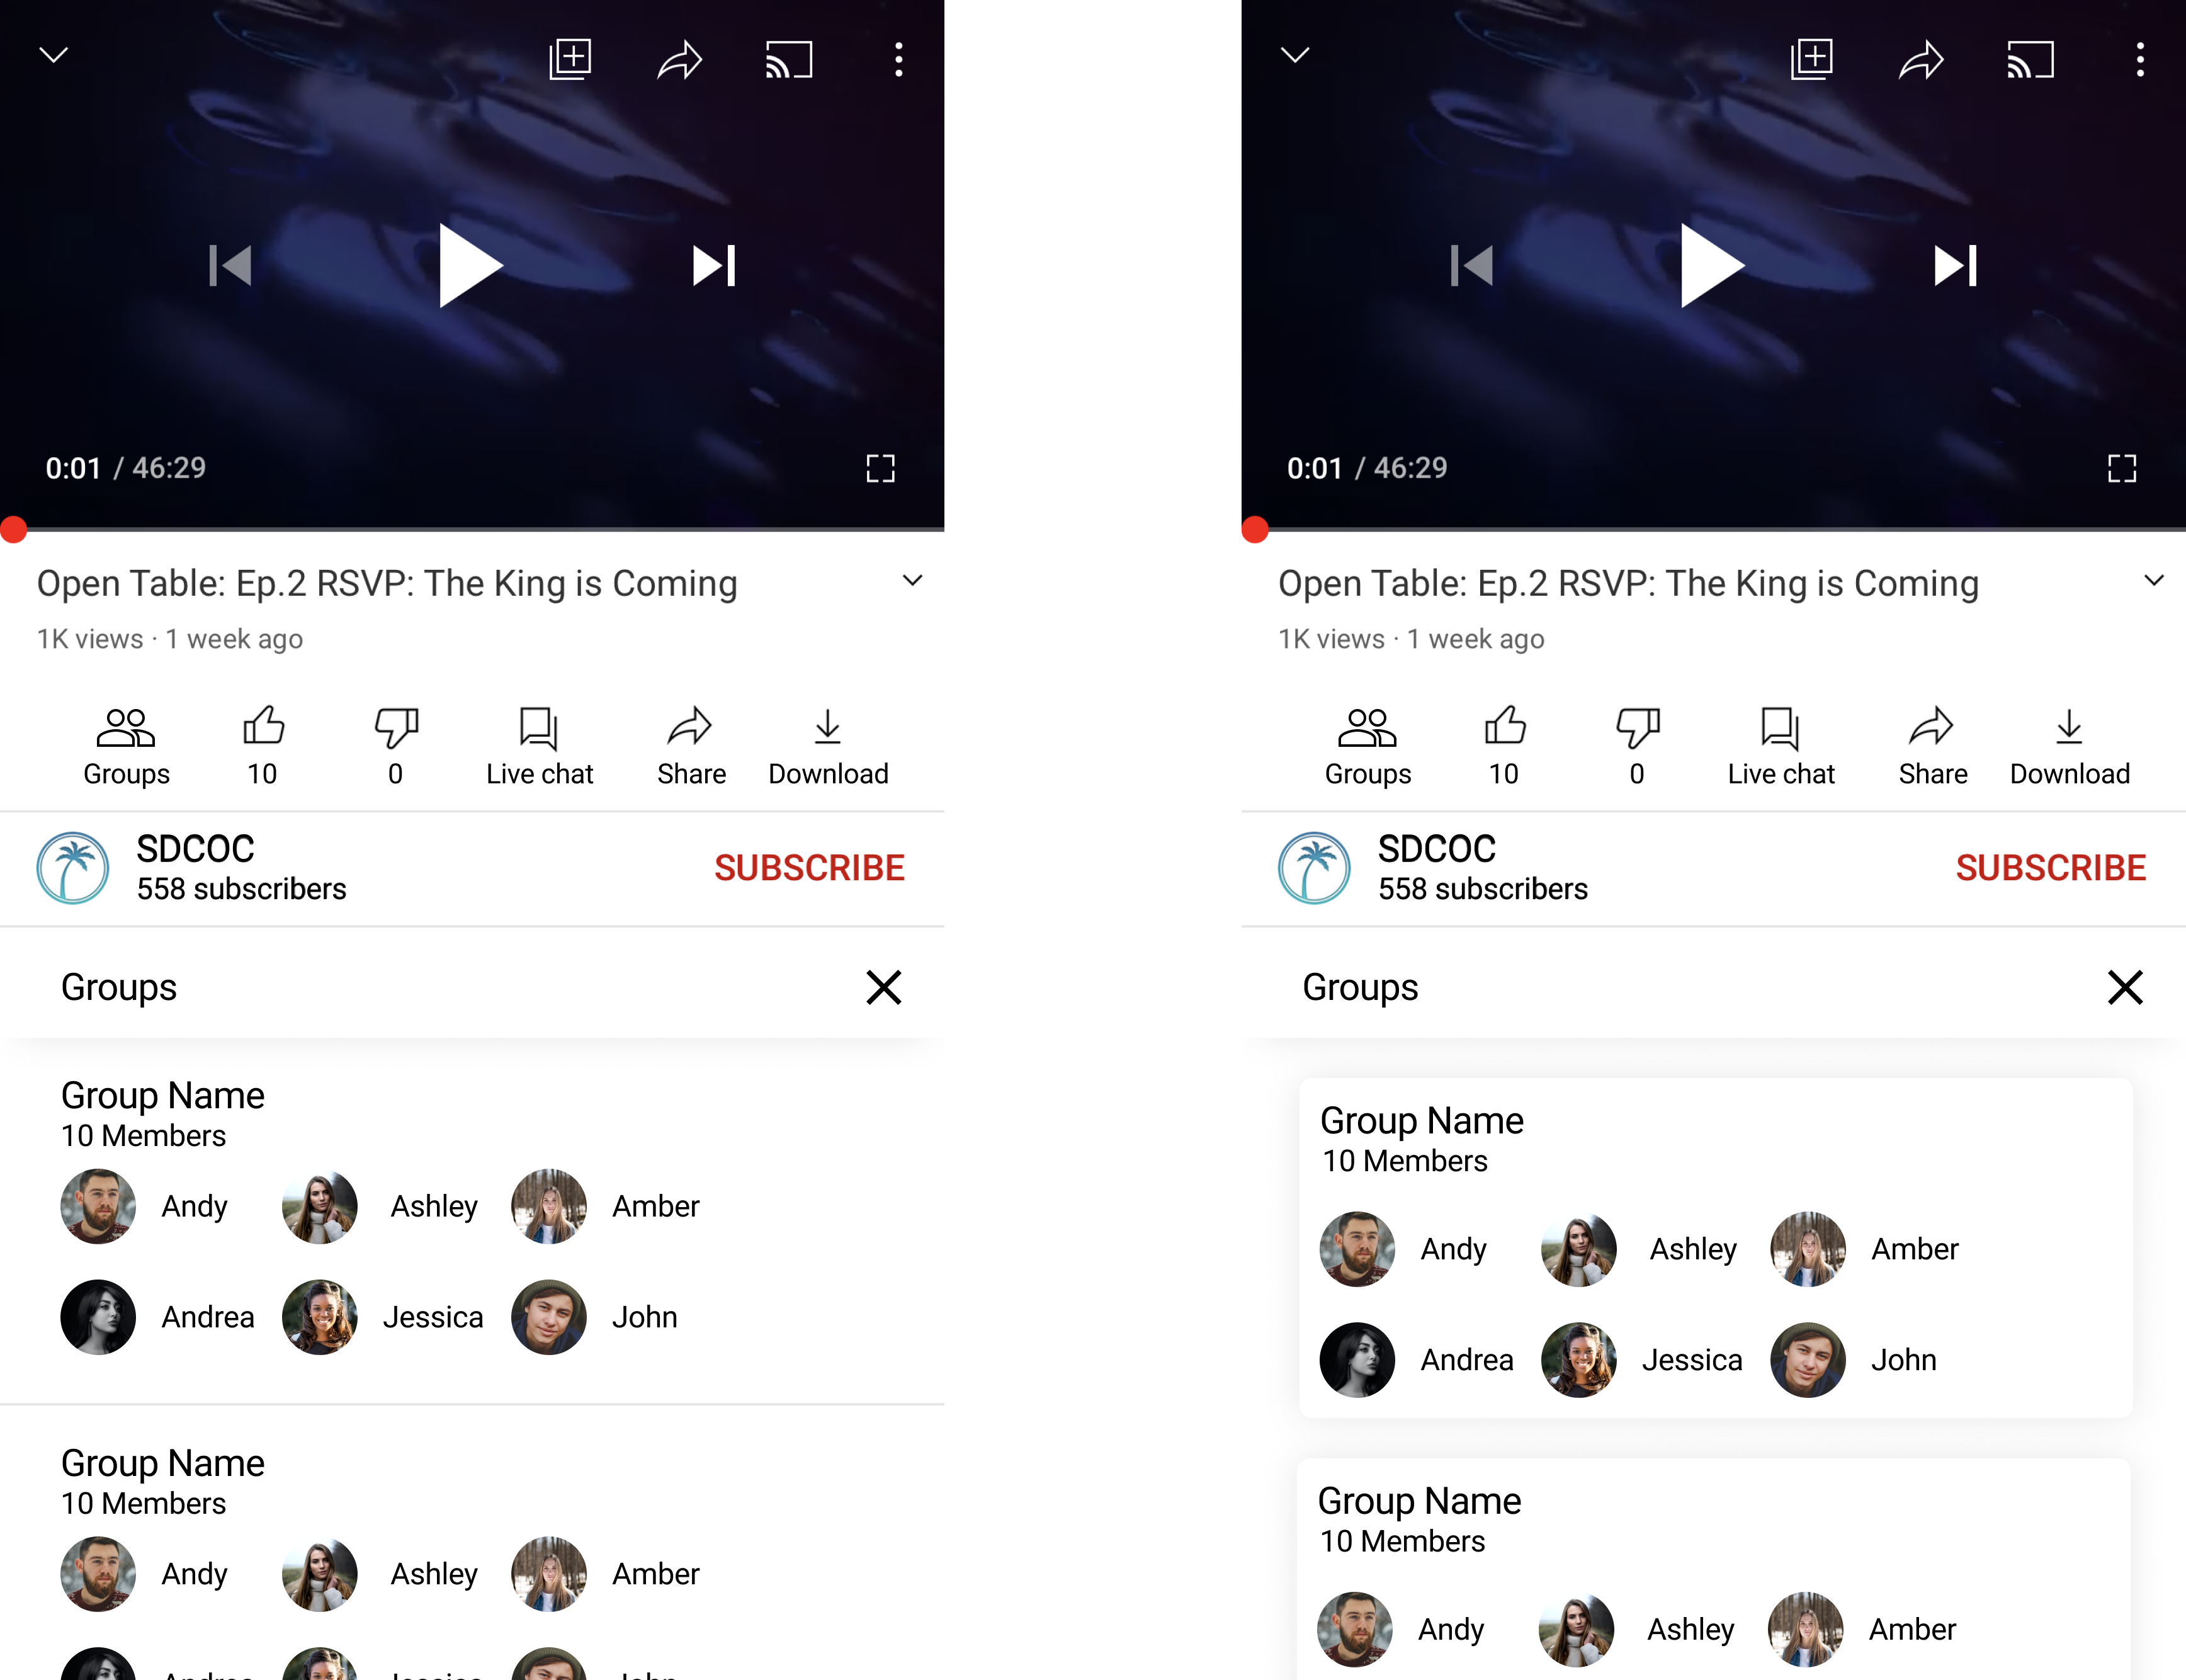 0:01 / 46:29
Open Table: Ep.2 RSVP: The King is Coming
1K views · 1 week ago
Groups 10 0 Live chat Share Download
SDCOC
558 subscribers
SUBSCRIBE
Groups
Group Name
10 Members
Andy Ashley Amber
Andrea Jessica John
Group Name
10 Members
Andy Ashley Amber
Andrea Jessica John
0:01 / 46:29
Open Table: Ep.2 RSVP: The King is Coming
1K views · 1 week ago
Groups 10 0 Live chat Share Download
SDCOC
558 subscribers
SUBSCRIBE
Groups
Group Name
10 Members
Andy Ashley Amber
Andrea Jessica John
Group Name
10 Members
Andy Ashley Amber